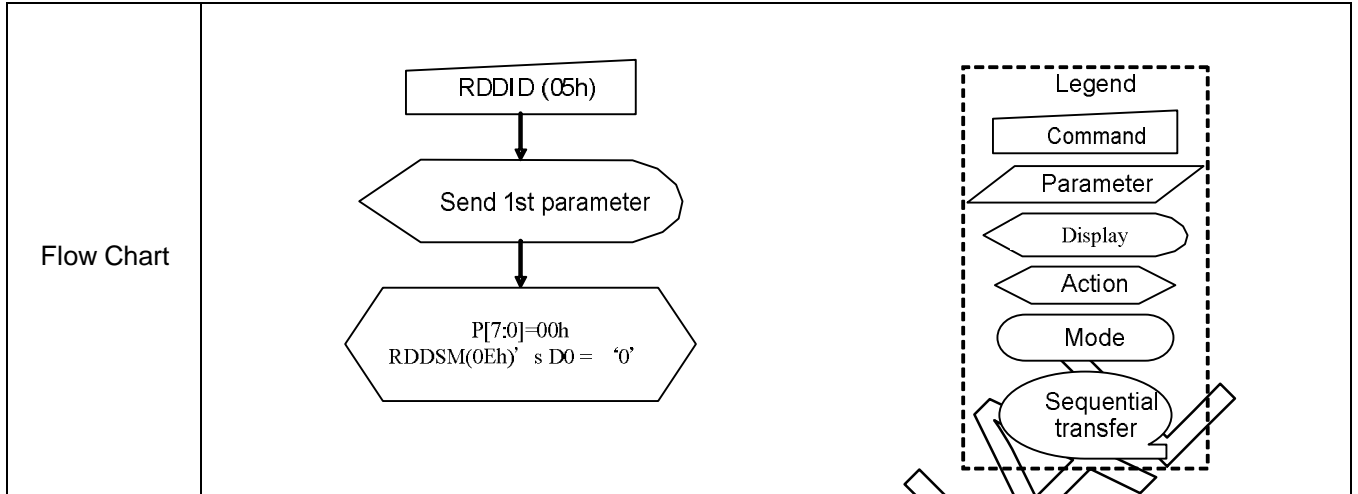 Flow Chart
RDDID (05h)
Send 1st parameter
P[7:0]=00h
RDDSM(0Eh)’ s D0 = ‘0’
Legend
Command
Parameter
Display
Action
Mode
Sequential
transfer